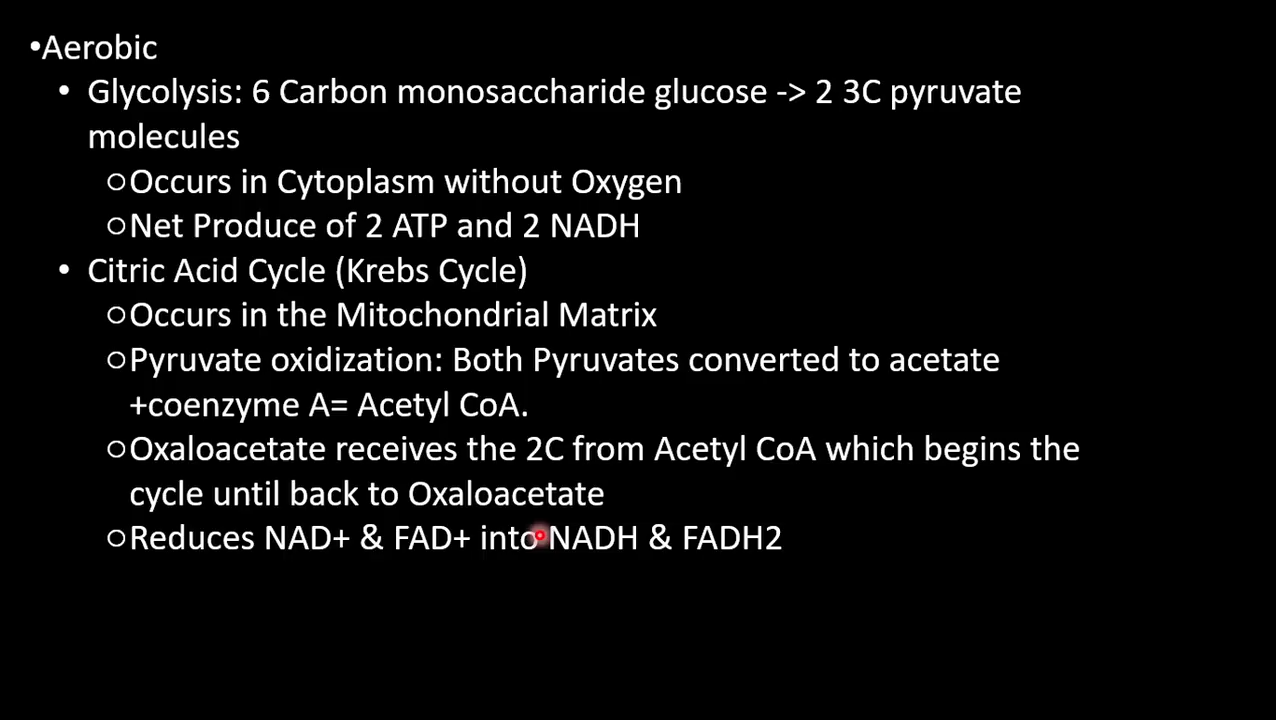 •Aerobic
• Glycolysis: 6 Carbon monosaccharide glucose -> 2 3C pyruvate
molecules
○Occurs in Cytoplasm without Oxygen
○Net Produce of 2 ATP and 2 NADH
• Citric Acid Cycle (Krebs Cycle)
○Occurs in the Mitochondrial Matrix
○Pyruvate oxidization: Both Pyruvates converted to acetate
+coenzyme A= Acetyl CoA.
○Oxaloacetate receives the 2C from Acetyl CoA which begins the
cycle until back to Oxaloacetate
○Reduces NAD+ & FAD+ into NADH & FADH2